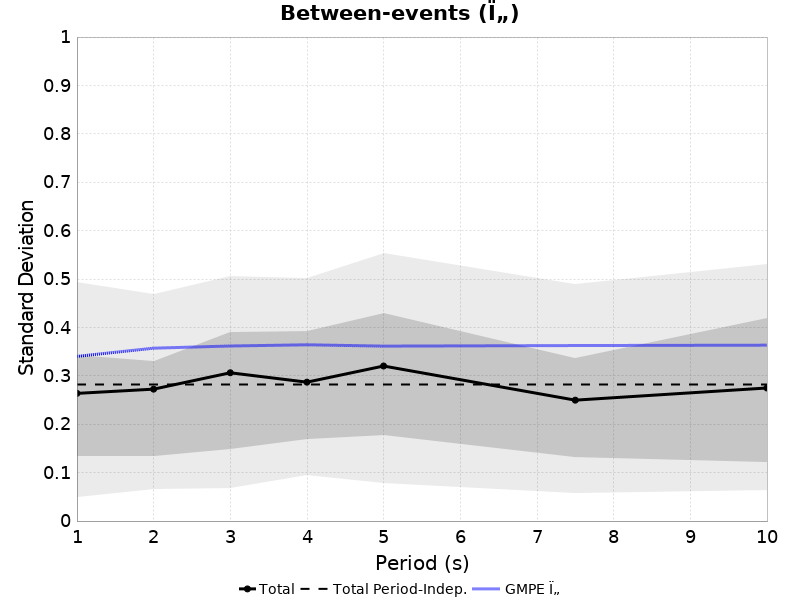 Between-events (Ï„)
1
0.9
0.8
0.7
0.6
0.5
0.4
0.3
0.2
0.1
0
Standard Deviation
1 2 3 4 5 6 7 8 9 10
Period (s)
Total Total Period-Indep. GMPE Ï„